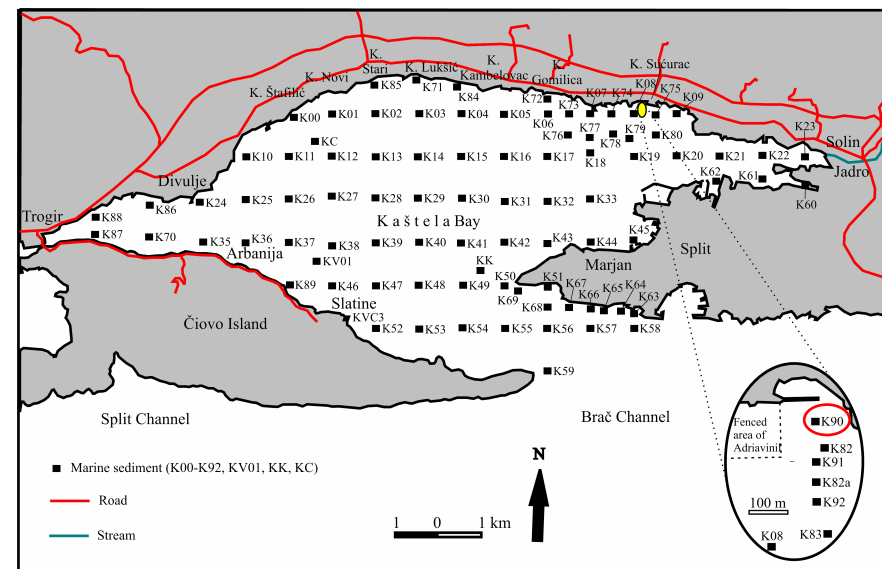 K. Sućurac
K.
Stari
K. Lukšić
K.
Kambelovac
K.
Gomilica
K. Novi
K. Štafilić
K85
K71
K84
K72
K73
K07
K74
K08
K75
K09
K00
K01
K02
K03
K04
K05
K06
K76
K77
K78
K79
K80
K23
Solin
KC
K10
K11
K12
K13
K14
K15
K16
K17
K18
K19
K20
K21
K22
Jadro
Divulje
K62
K61
K60
K24
K25
K26
K27
K28
K29
K30
K31
K32
K33
Trogir
K88
K86
Kaštela Bay
K87
K70
K35
K36
K37
K38
K39
K40
K41
K42
K43
K44
K45
Split
Arbanija
KV01
KK
Marjan
K89
K46
K47
K48
K49
K50
K69
K51
K67
K66
K65
K64
K63
K68
Slatine
KVC3
Čiovo Island
K52
K53
K54
K55
K56
K57
K58
K59
Split Channel
Brač Channel
Fenced
area of
Adriavinil
K90
K82
K91
K82a
K92
100 m
K08
K83
Marine sediment (K00-K92, KV01, KK, KC)
Road
Stream
N
1 0 1 km